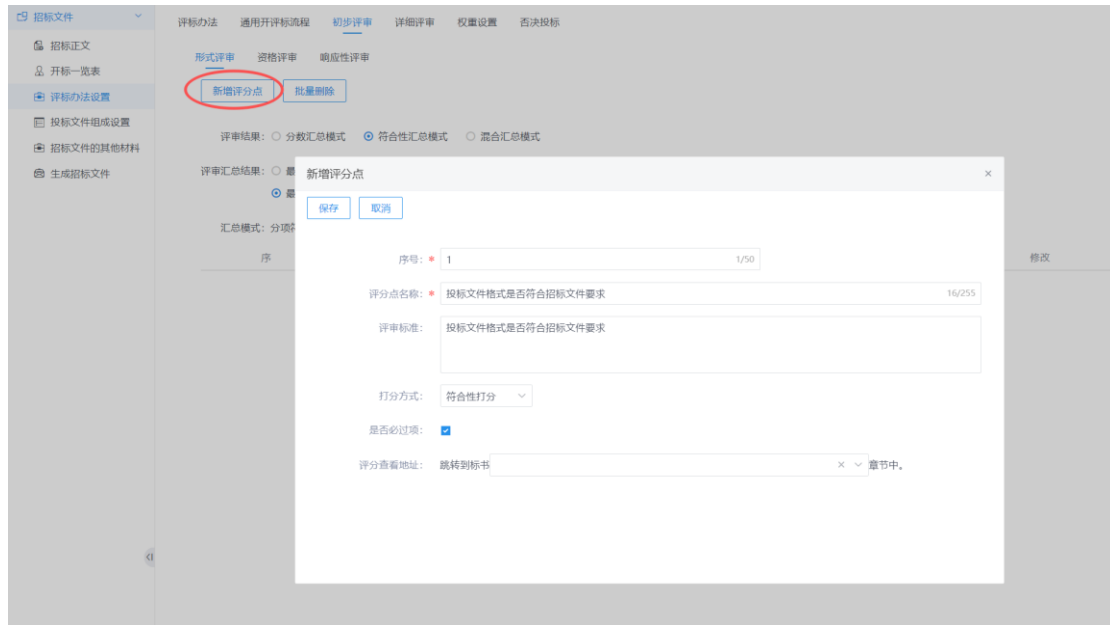 招标文件
招标正文
开标一览表
评标办法设置
投标文件组成设置
招标文件的其他材料
生成招标文件
评标办法 通用开评标流程 初步评审 详细评审 权重设置 否决投标
形式评审 资格评审 响应性评审
新增评分点 批量删除
评审结果: 分数汇总模式 符合性汇总模式 混合汇总模式
评审汇总结果: 最
最
汇总模式: 分项符
序 修改
新增评分点 ×
保存 取消
序号: * 1 1/50
评分点名称: * 投标文件格式是否符合招标文件要求 16/255
评审标准: 投标文件格式是否符合招标文件要求
打分方式: 符合性打分
是否必过项:
评分查看地址: 跳转到标书 × 章节中。